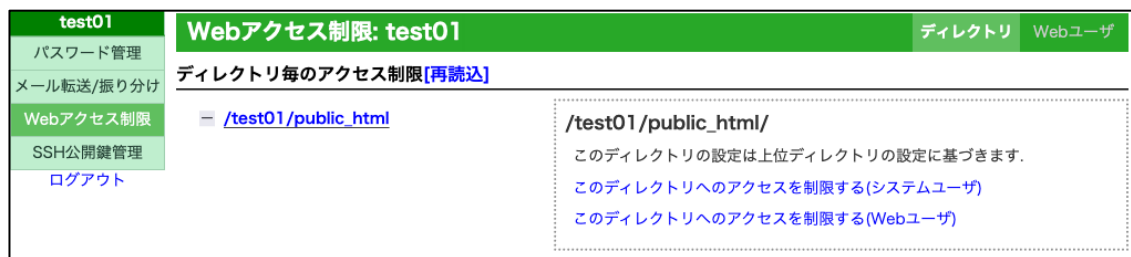 test01
パスワード管理
メール転送/振り分け
Webアクセス制限
SSH公開鍵管理
ログアウト
Webアクセス制限: test01
ディレクトリ Webユーザ
ディレクトリ毎のアクセス制限[再読込]
− /test01/public_html
/test01/public_html/
このディレクトリの設定は上位ディレクトリの設定に基づきます.
このディレクトリへのアクセスを制限する(システムユーザ)
このディレクトリへのアクセスを制限する(Webユーザ)